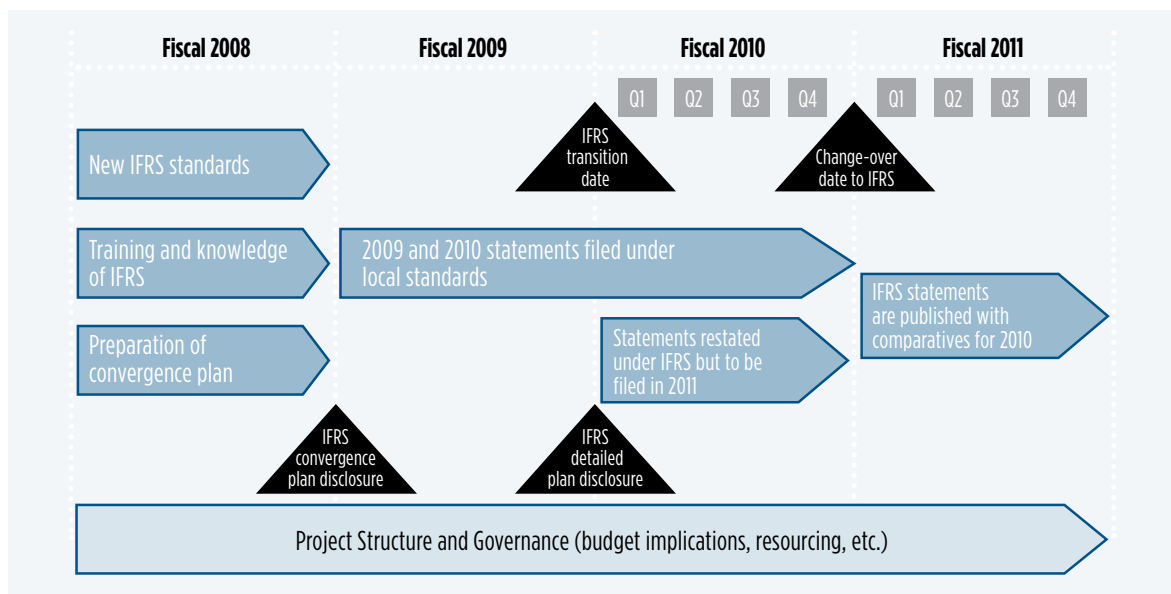 Fiscal 2008
Fiscal 2009
Fiscal 2010
Fiscal 2011
Q1
Q2
Q3
Q4
Q1
Q2
Q3
Q4
IFRS
transition
date
Change-over
date to IFRS
New IFRS standards
Training and knowledge
of IFRS
2009 and 2010 statements filed under
local standards
IFRS statements
are published with
comparatives for 2010
Preparation of
convergence plan
Statements restated
under IFRS but to be
filed in 2011
IFRS
convergence
plan disclosure
IFRS
detailed
plan disclosure
Project Structure and Governance (budget implications, resourcing, etc.)